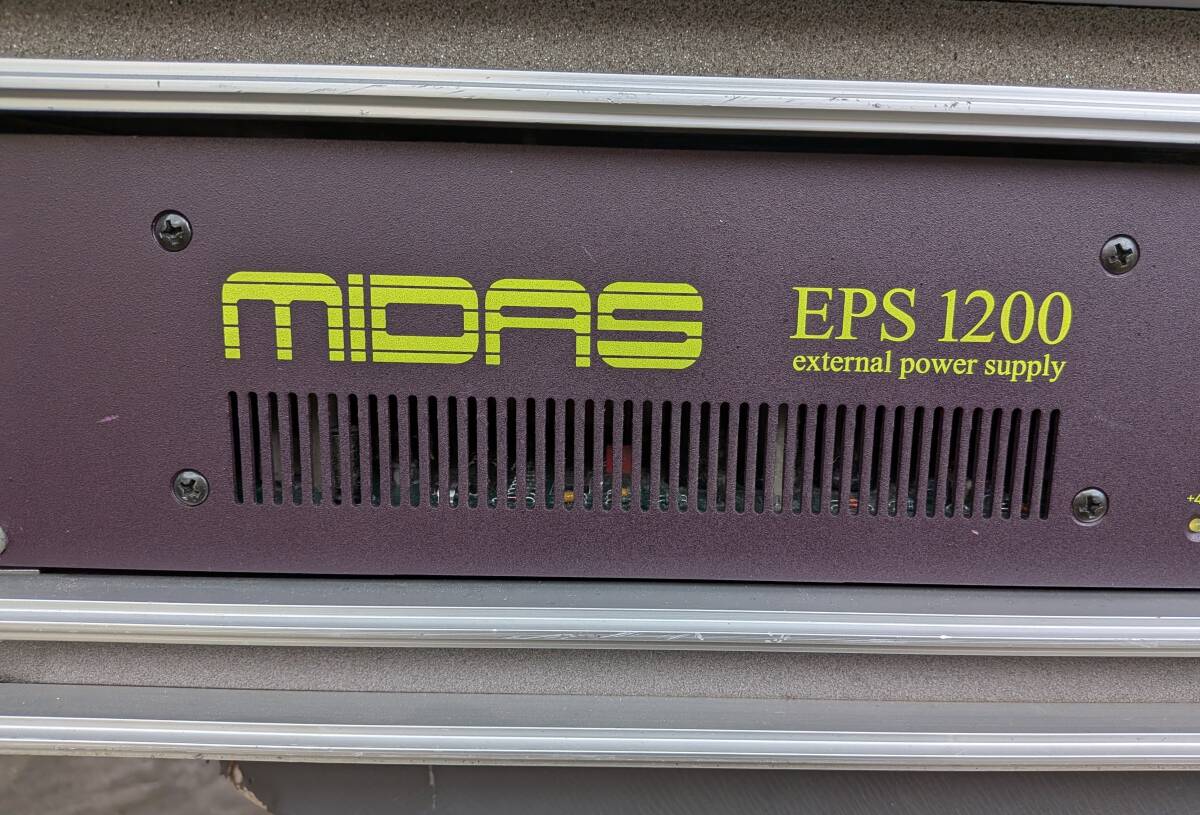 MIDAS
EPS 1200
external power supply